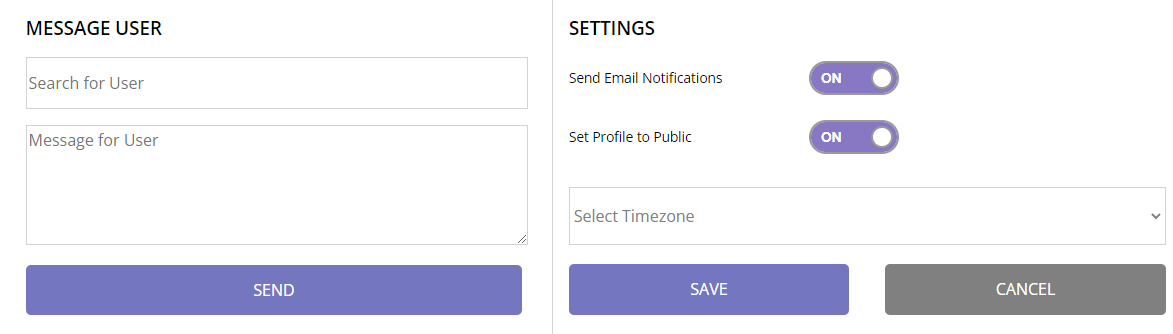 MESSAGE USER
Search for User
Message for User
SEND
SETTINGS
Send Email Notifications ON
Set Profile to Public ON
Select Timezone
SAVE CANCEL